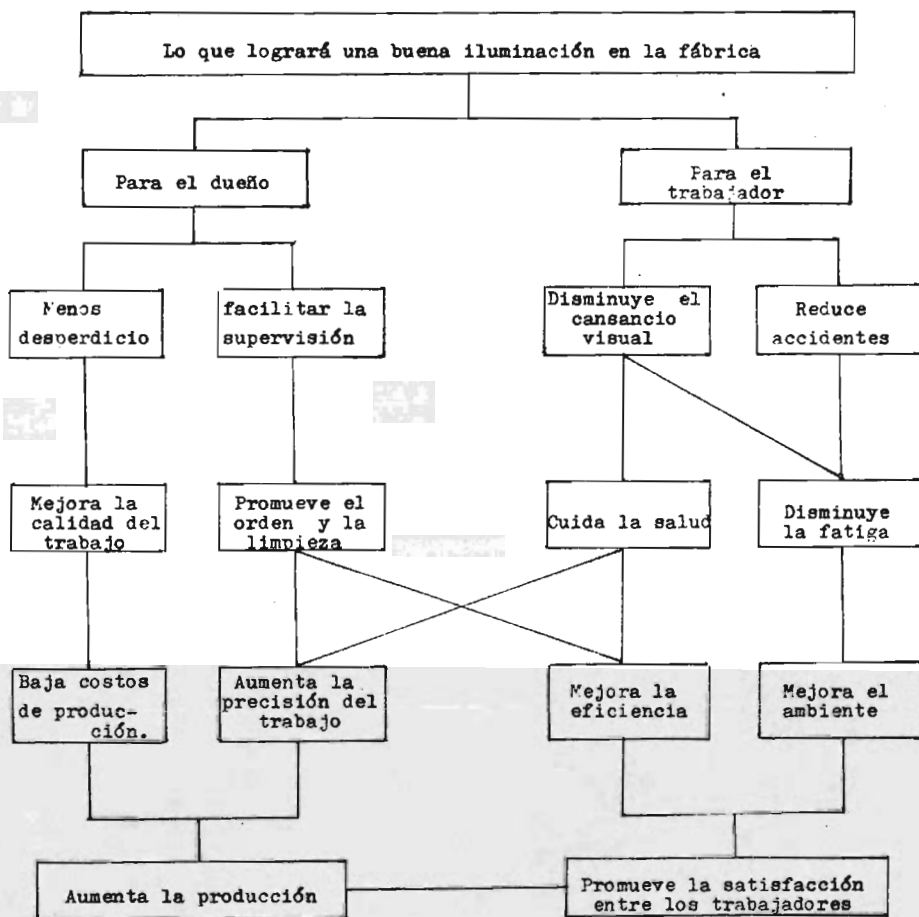 Lo que logrará una buena iluminación en la fábrica
Para el dueño
Para el
trabajador
Menos
desperdicio
facilitar la
supervisión
Disminuye el
cansancio
visual
Reduce
accidentes
Mejora la
calidad del
trabajo
Promueve el
orden y la
limpieza
Cuida la salud
Disminuye
la fatiga
Baja costos
de produc-
ción.
Aumenta la
precisión del
trabajo
Mejora la
eficiencia
Mejora el
ambiente
Aumenta la producción
Promueve la satisfacción
entre los trabajadores